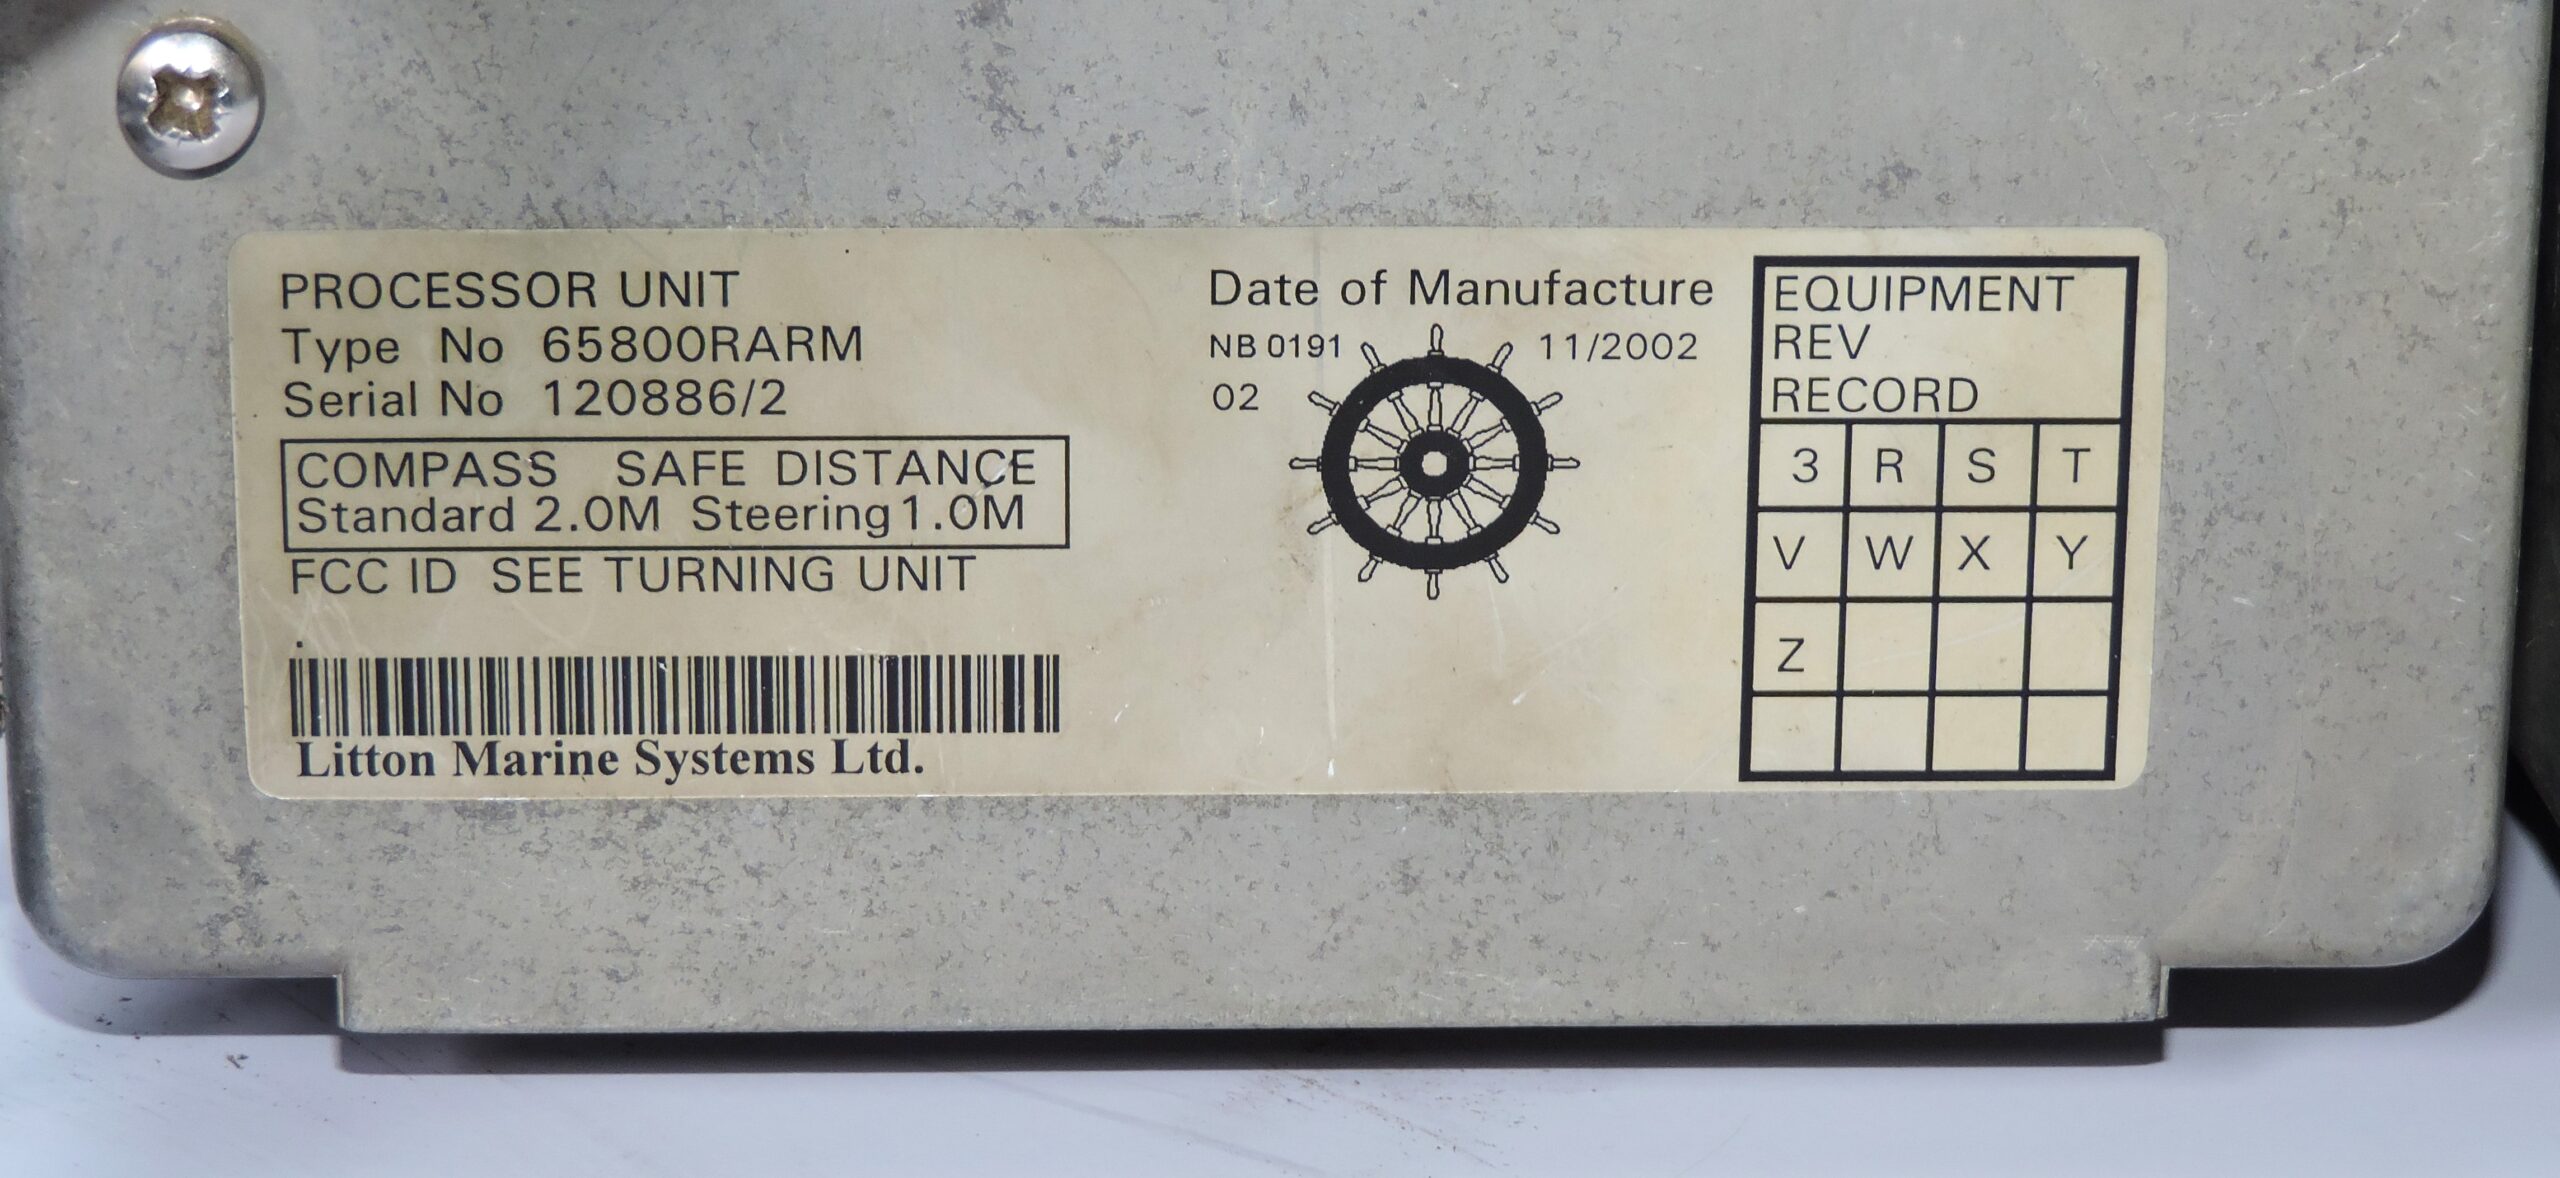 PROCESSOR UNIT
Type No 65800RARM
Serial No 120886/2
COMPASS SAFE DISTANCE
Standard 2.0M Steering 1.0M
FCC ID SEE TURNING UNIT
.
Litton Marine Systems Ltd.
Date of Manufacture
NB 0191 11/2002
02
EQUIPMENT
REV
RECORD
3 R S T
V W X Y
Z